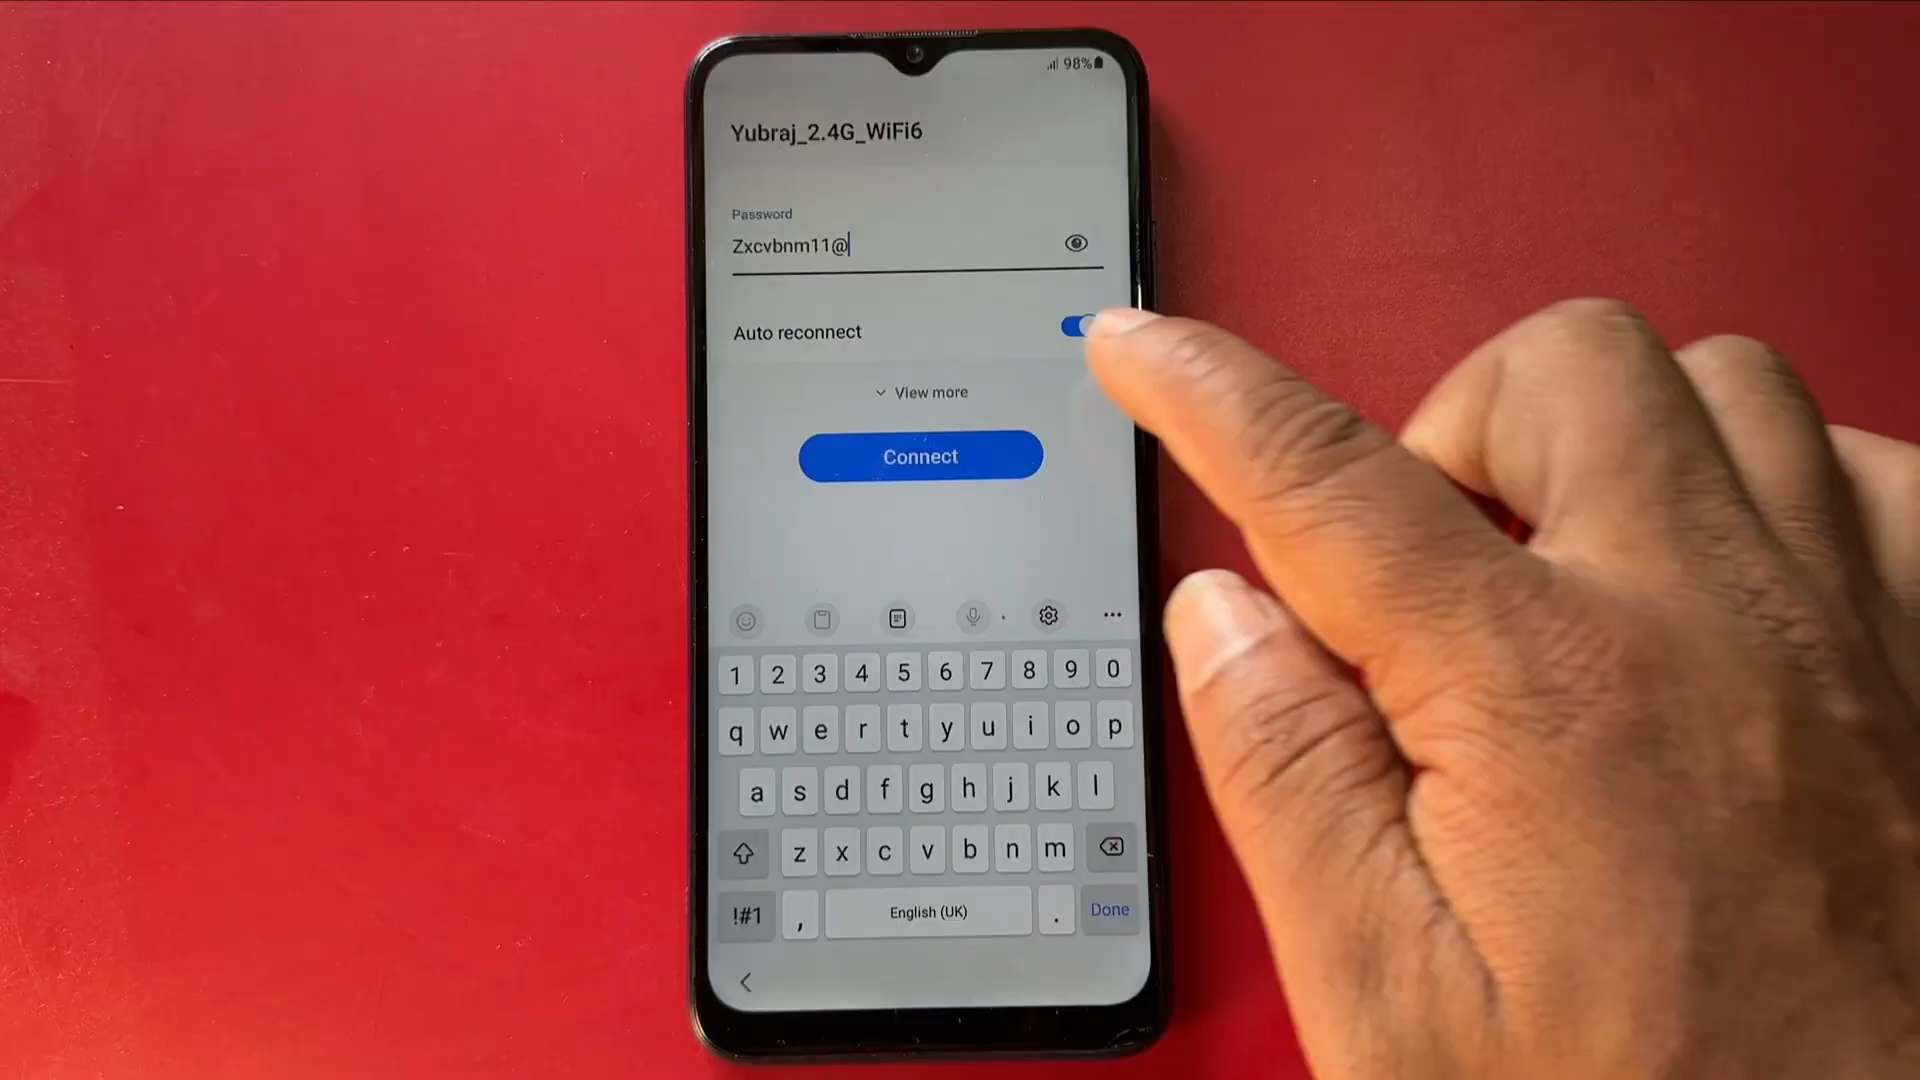 98%
Yubraj_2.4G_WiFi6
Password
Zxcvbnm11@
Auto reconnect
View more
Connect
1 2 3 4 5 6 7 8 9 0
q w e r t y u i o p
a s d f g h j k l
z x c v b n m
!#1 , English (UK) . Done